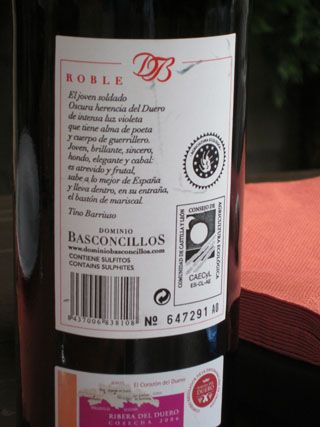 DB
ROBLE
El joven soldado
Oscura herencia del Duero
de intensa luz violeta
que tiene alma de poeta
y cuerpo de guerrillero.
Joven, brillante, sincero,
hondo, elegante y cabal:
es atrevido y frutal,
sabe a lo mejor de España
y lleva dentro, en su entraña,
el bastón de mariscal.
Tino Barriuso
DOMINIO
BASCONCILLOS
www.dominiobasconcillos.com
CONTIENE SULFITOS
CONTAINS SULPHITES
8437006638108
COMUNIDAD DE CASTILLA Y LEÓN
CONSEJO DE
AGRICULTURA ECOLÓGICA
CAECyL
ES-CL-AE
Nº 647291 AD
El Corazón del Duero
RIBERA DEL DUERO
COSECHA 2006